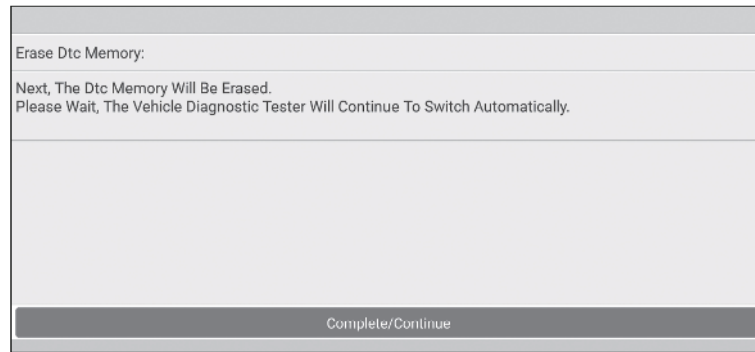 Erase Dtc Memory:
Next, The Dtc Memory Will Be Erased.
Please Wait, The Vehicle Diagnostic Tester Will Continue To Switch Automatically.
Complete/Continue